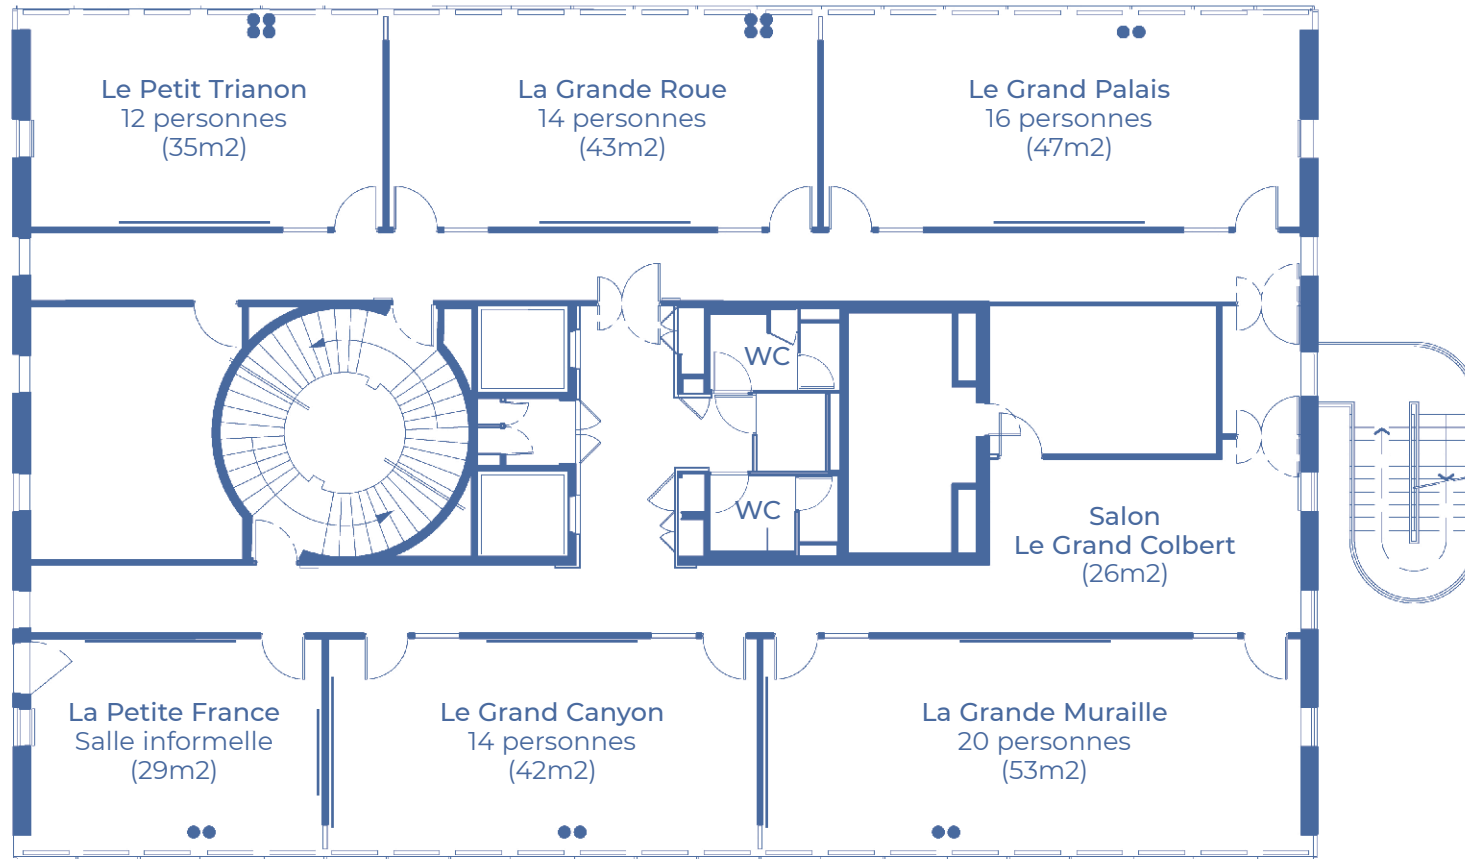 Le Petit Trianon
12 personnes
(35m2)
La Grande Roue
14 personnes
(43m2)
Le Grand Palais
16 personnes
(47m2)
WC
WC
Salon
Le Grand Colbert
(26m2)
La Petite France
Salle informelle
(29m2)
Le Grand Canyon
14 personnes
(42m2)
La Grande Muraille
20 personnes
(53m2)